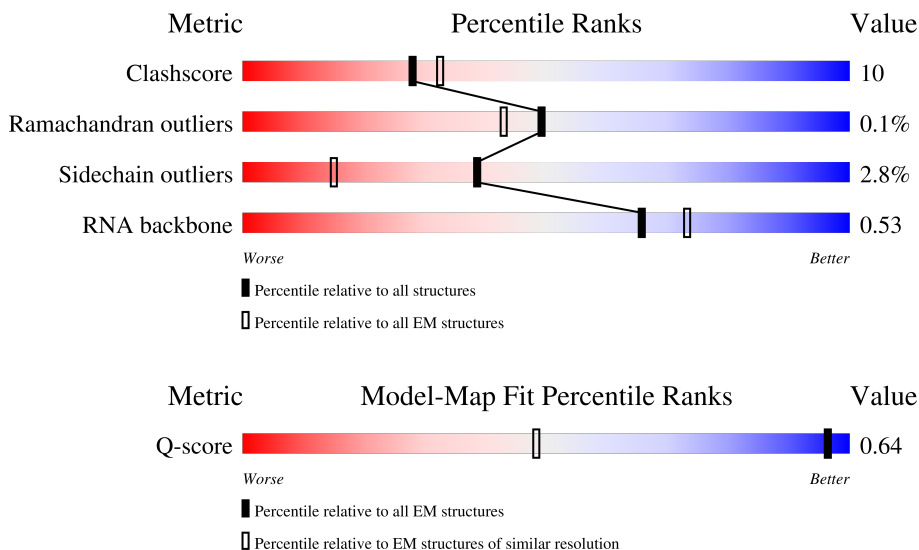 Metric Percentile Ranks Value
Clashscore 10
Ramachandran outliers 0.1%
Sidechain outliers 2.8%
RNA backbone 0.53
Worse Better
Percentile relative to all structures
Percentile relative to all EM structures
Metric Model-Map Fit Percentile Ranks Value
Q-score 0.64
Worse Better
Percentile relative to all EM structures
Percentile relative to EM structures of similar resolution